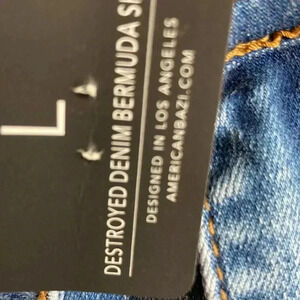 L
DESTROYED DENIM BERMUDA
DESIGNED IN LOS ANGELES
AMERICANBAZI.COM